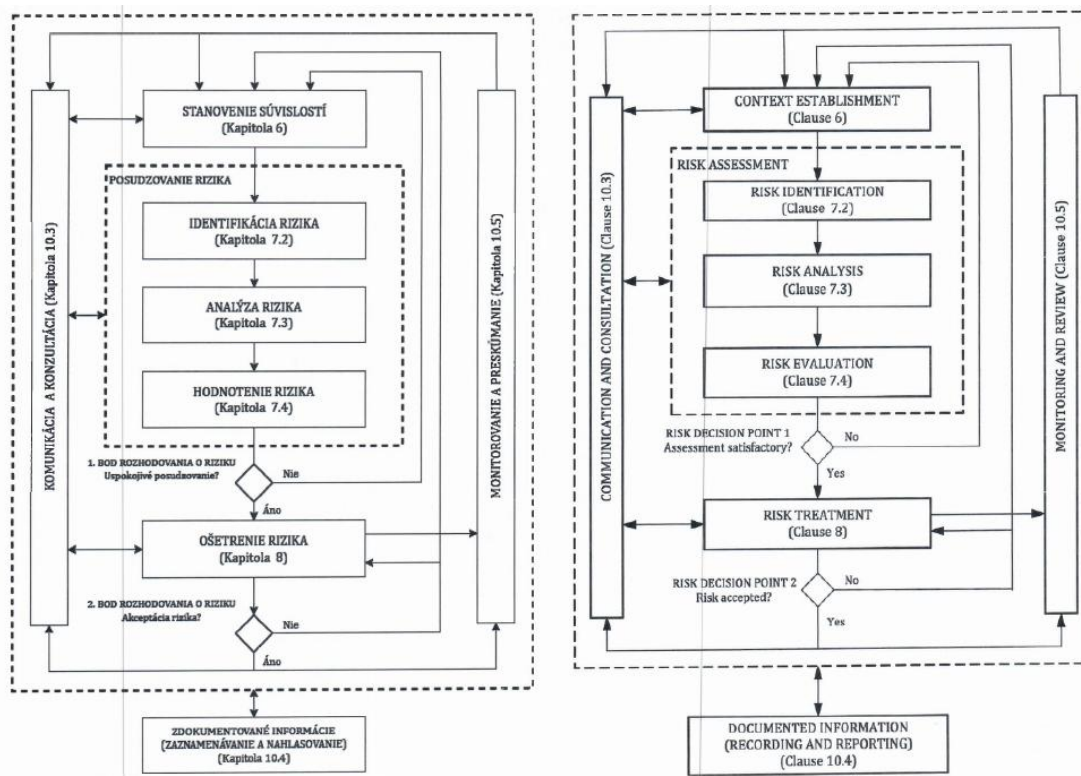 STANOVENIE SÚVISLOSTÍ
(Kapitola 6)
POSUDZOVANIE RIZIKA
IDENTIFIKÁCIA RIZIKA
(Kapitola 7.2)
ANALÝZA RIZIKA
(Kapitola 7.3)
HODNOTENIE RIZIKA
(Kapitola 7.4)
1. BOD ROZHODOVANIA O RIZIKU
Uspokojivé posudzovanie?
Nie
Áno
OŠETRENIE RIZIKA
(Kapitola 8)
2. BOD ROZHODOVANIA O RIZIKU
Akceptácia rizika?
Nie
Áno
KOMUNIKÁCIA A KONZULTÁCIA (Kapitola 10.3)
MONITOROVANIE A PRESKÚMANIE (Kapitola 10.5)
ZDOKUMENTOVANÉ INFORMÁCIE
(ZAZNAMENÁVANIE A NAHLASOVANIE)
(Kapitola 10.4)
CONTEXT ESTABLISHMENT
(Clause 6)
RISK ASSESSMENT
RISK IDENTIFICATION
(Clause 7.2)
RISK ANALYSIS
(Clause 7.3)
RISK EVALUATION
(Clause 7.4)
RISK DECISION POINT 1
Assessment satisfactory?
No
Yes
RISK TREATMENT
(Clause 8)
RISK DECISION POINT 2
Risk accepted?
No
Yes
COMMUNICATION AND CONSULTATION (Clause 10.3)
MONITORING AND REVIEW (Clause 10.5)
DOCUMENTED INFORMATION
(RECORDING AND REPORTING)
(Clause 10.4)